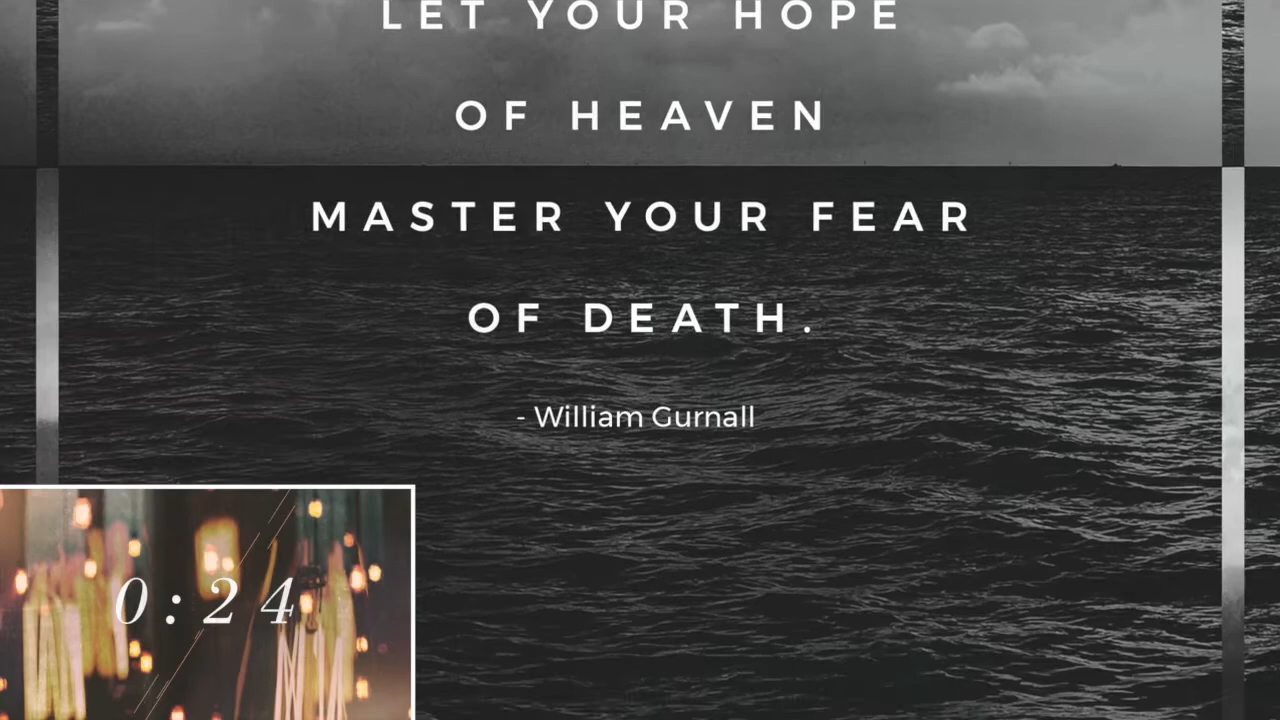 LET YOUR HOPE
OF HEAVEN
MASTER YOUR FEAR
OF DEATH.
- William Gurnall
0:24